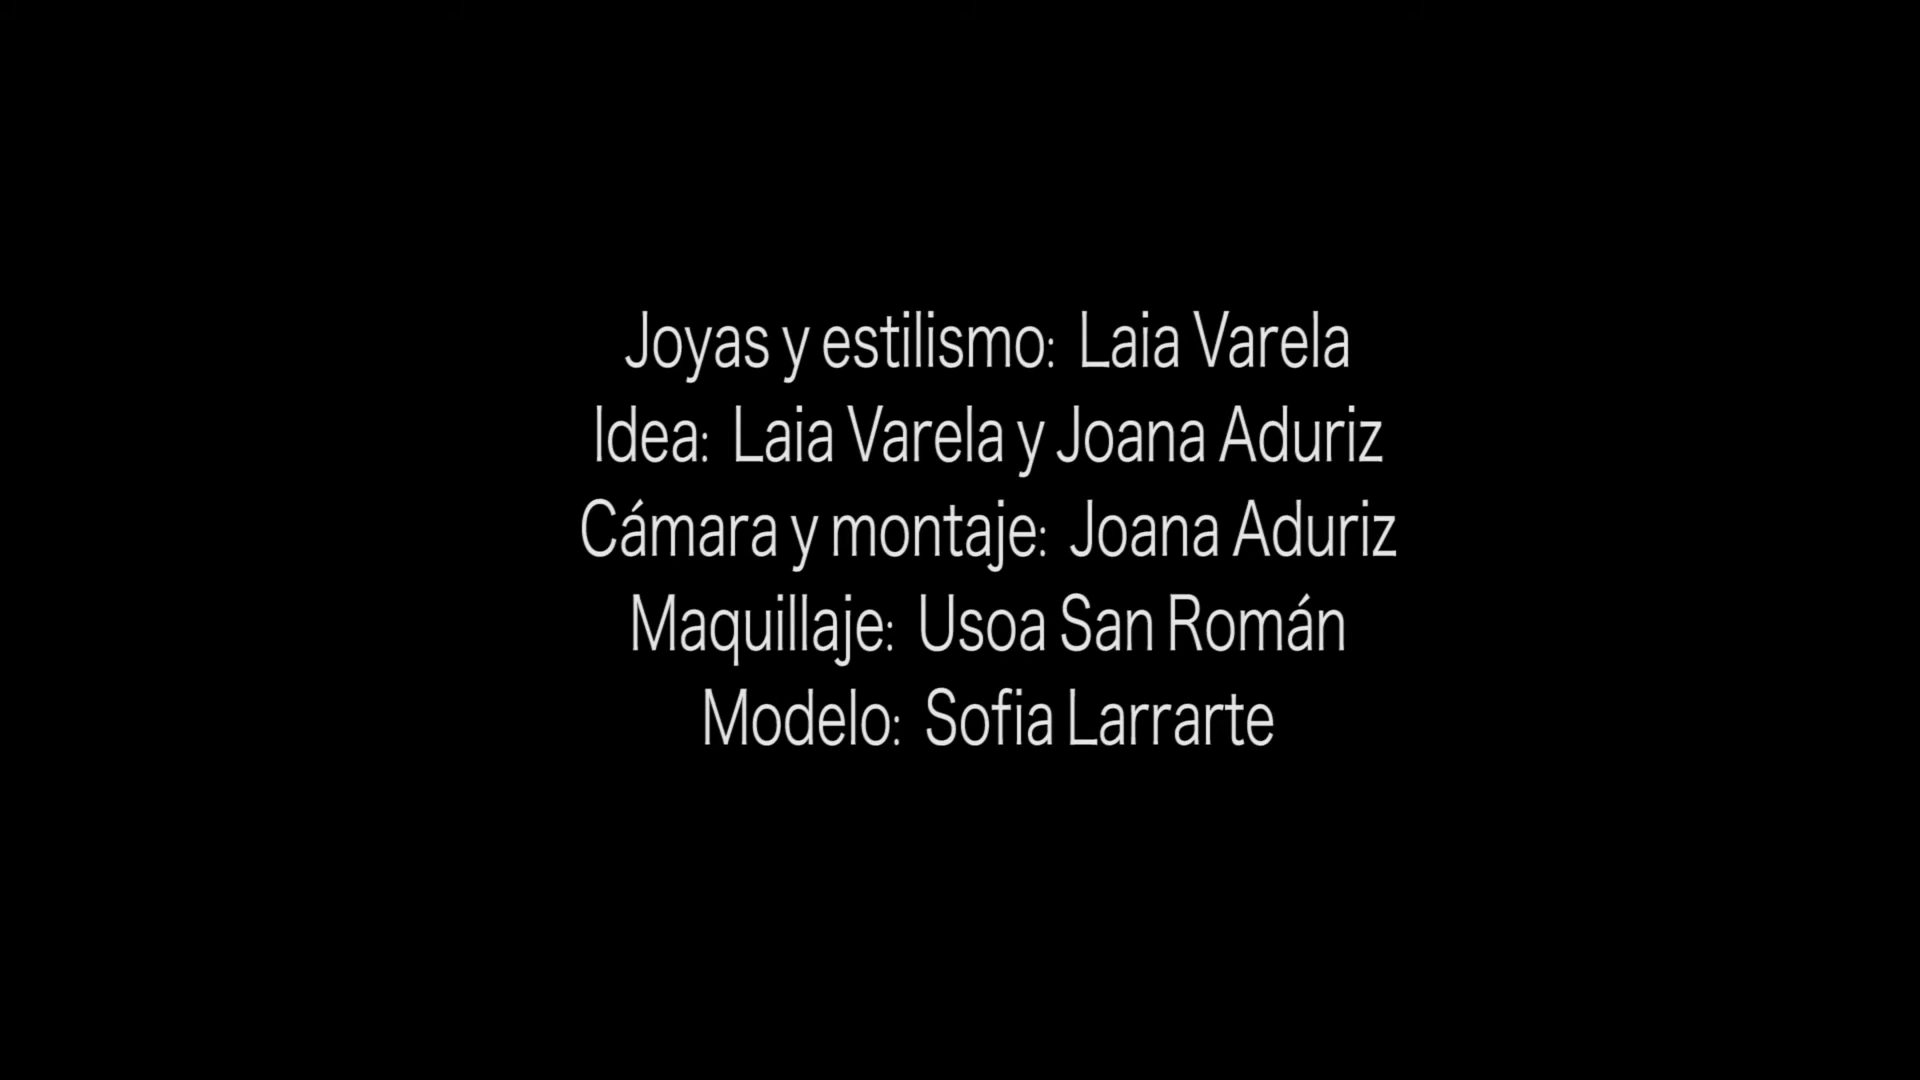 Joyas y estilismo: Laia Varela
Idea: Laia Varela y Joana Aduriz
Cámara y montaje: Joana Aduriz
Maquillaje: Usoa San Román
Modelo: Sofia Larrarte